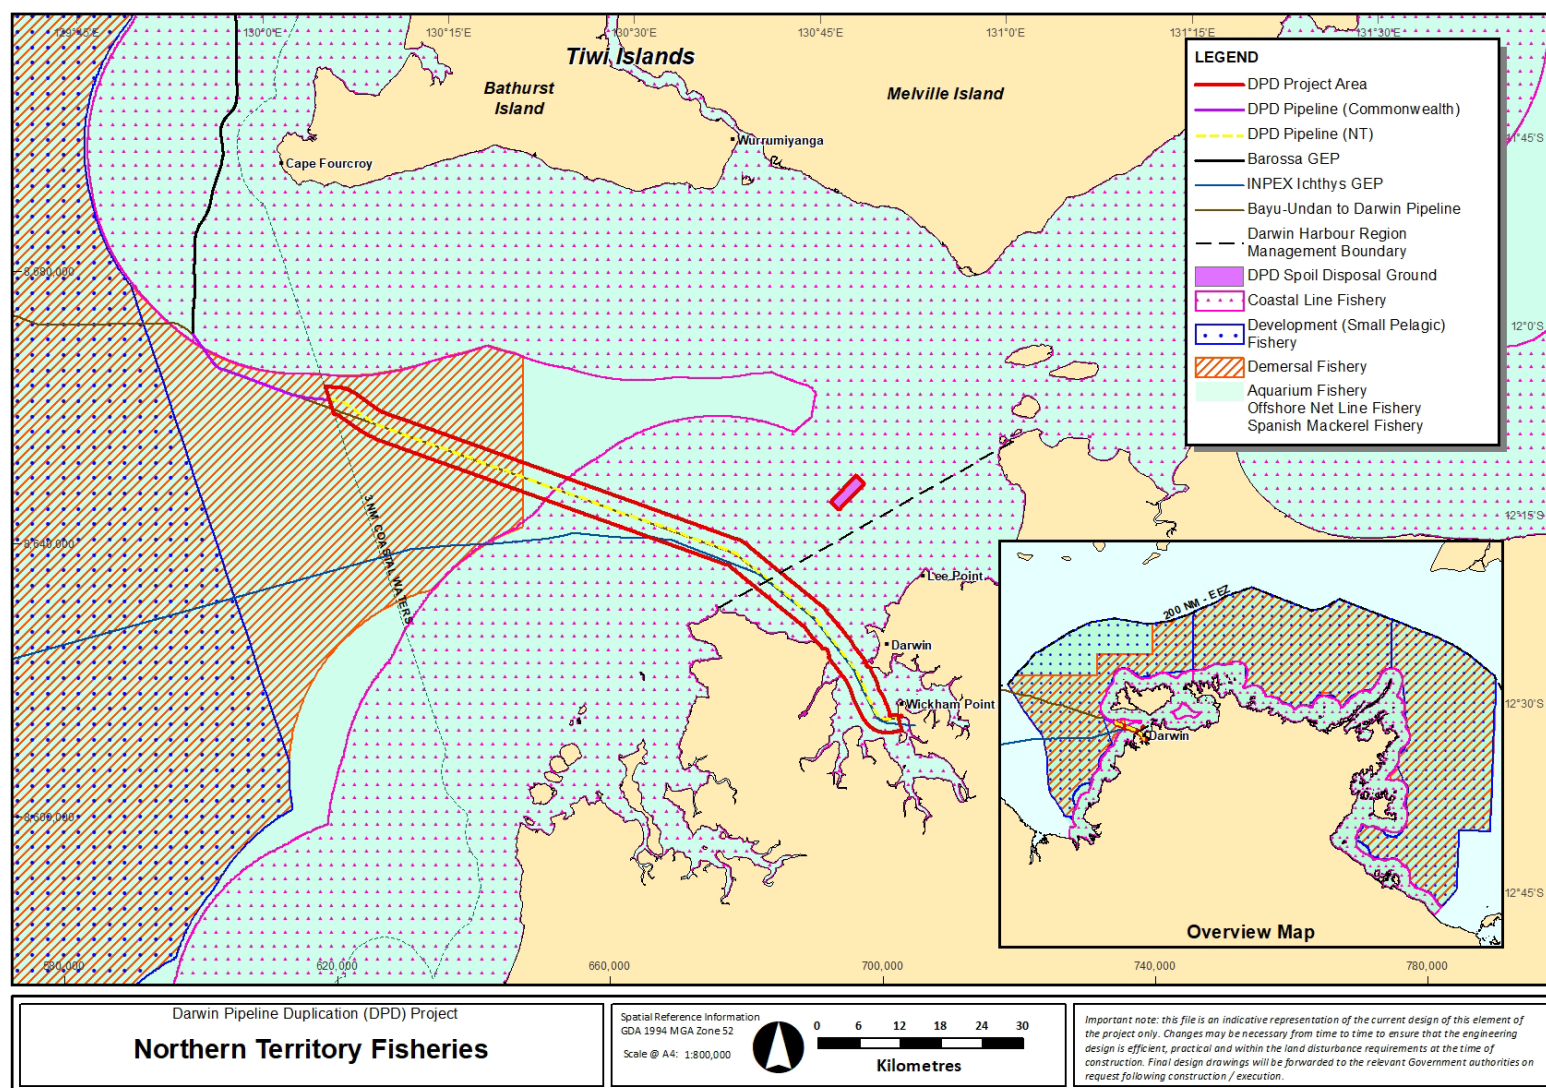 129°45'E
130°0'E
130°15'E
130°30'E
130°45'E
131°0'E
131°15'E
131°30'E
Tiwi Islands
Bathurst
Island
Melville Island
Wurrumiyanga
Cape Fourcroy
LEGEND
DPD Project Area
DPD Pipeline (Commonwealth)
DPD Pipeline (NT)
Barossa GEP
INPEX Ichthys GEP
Bayu-Undan to Darwin Pipeline
Darwin Harbour Region
Management Boundary
DPD Spoil Disposal Ground
Coastal Line Fishery
Development (Small Pelagic)
Fishery
Demersal Fishery
Aquarium Fishery
Offshore Net Line Fishery
Spanish Mackerel Fishery
11°45'S
12°0'S
12°15'S
12°30'S
12°45'S
8,680,000
8,640,000
8,600,000
3 NM COASTAL WATERS
Lee Point
Darwin
Wickham Point
200 NM - EEZ
Darwin
Overview Map
580,000
620,000
660,000
700,000
740,000
780,000
Darwin Pipeline Duplication (DPD) Project
Northern Territory Fisheries
Spatial Reference Information
GDA 1994 MGA Zone 52
Scale @ A4: 1:800,000
0 6 12 18 24 30
Kilometres
Important note: this file is an indicative representation of the current design of this element of
the project only. Changes may be necessary from time to time to ensure that the engineering
design is efficient, practical and within the land disturbance requirements at the time of
construction. Final design drawings will be forwarded to the relevant Government authorities on
request following construction / execution.